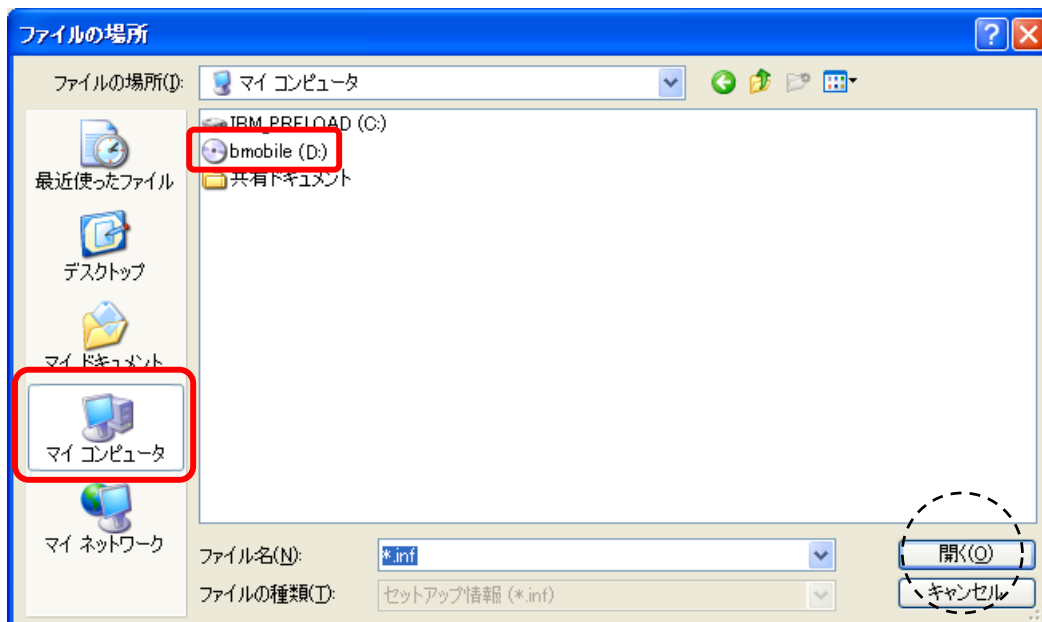 ファイルの場所
ファイルの場所(I):
マイ コンピュータ
IBM_PRELOAD (C:)
bmobile (D:)
共有ドキュメント
最近使ったファイル
デスクトップ
マイ ドキュメント
マイ コンピュータ
マイ ネットワーク
ファイル名(N):
*.inf
開く(O)
ファイルの種類(T):
セットアップ情報 (*.inf)
キャンセル